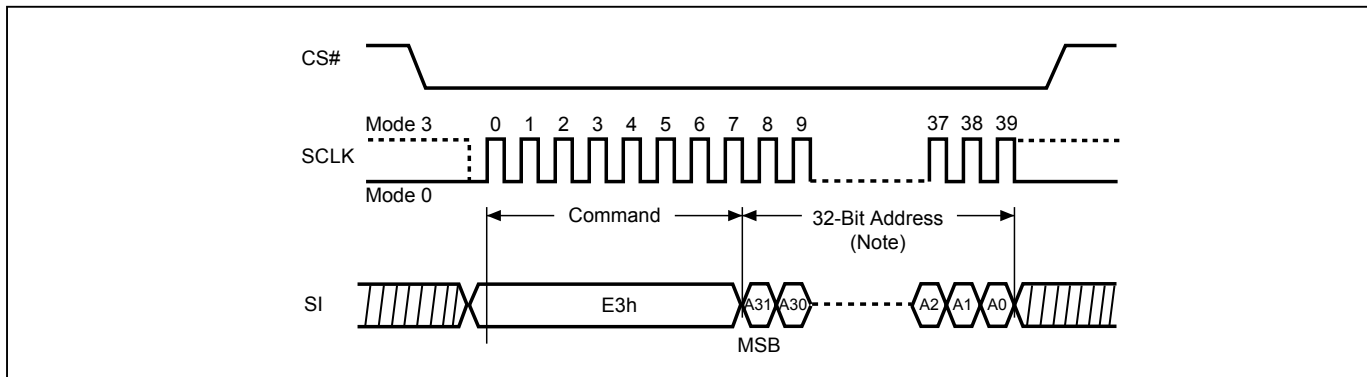 CS#
Mode 3
0 1 2 3 4 5 6 7 8 9 37 38 39
SCLK
Mode 0
Command
32-Bit Address
(Note)
SI
E3h
A31 A30 A2 A1 A0
MSB